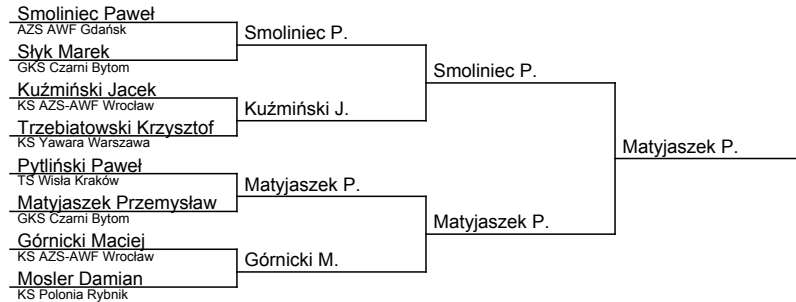 Smoliniec Paweł
AZS AWF Gdańsk
Słyk Marek
GKS Czarni Bytom
Kuźmiński Jacek
KS AZS-AWF Wrocław
Trzebiatowski Krzysztof
KS Yawara Warszawa
Pytliński Paweł
TS Wisła Kraków
Matyjaszek Przemysław
GKS Czarni Bytom
Górnicki Maciej
KS AZS-AWF Wrocław
Mosler Damian
KS Polonia Rybnik
Smoliniec P.
Kuźmiński J.
Matyjaszek P.
Górnicki M.
Smoliniec P.
Matyjaszek P.
Matyjaszek P.